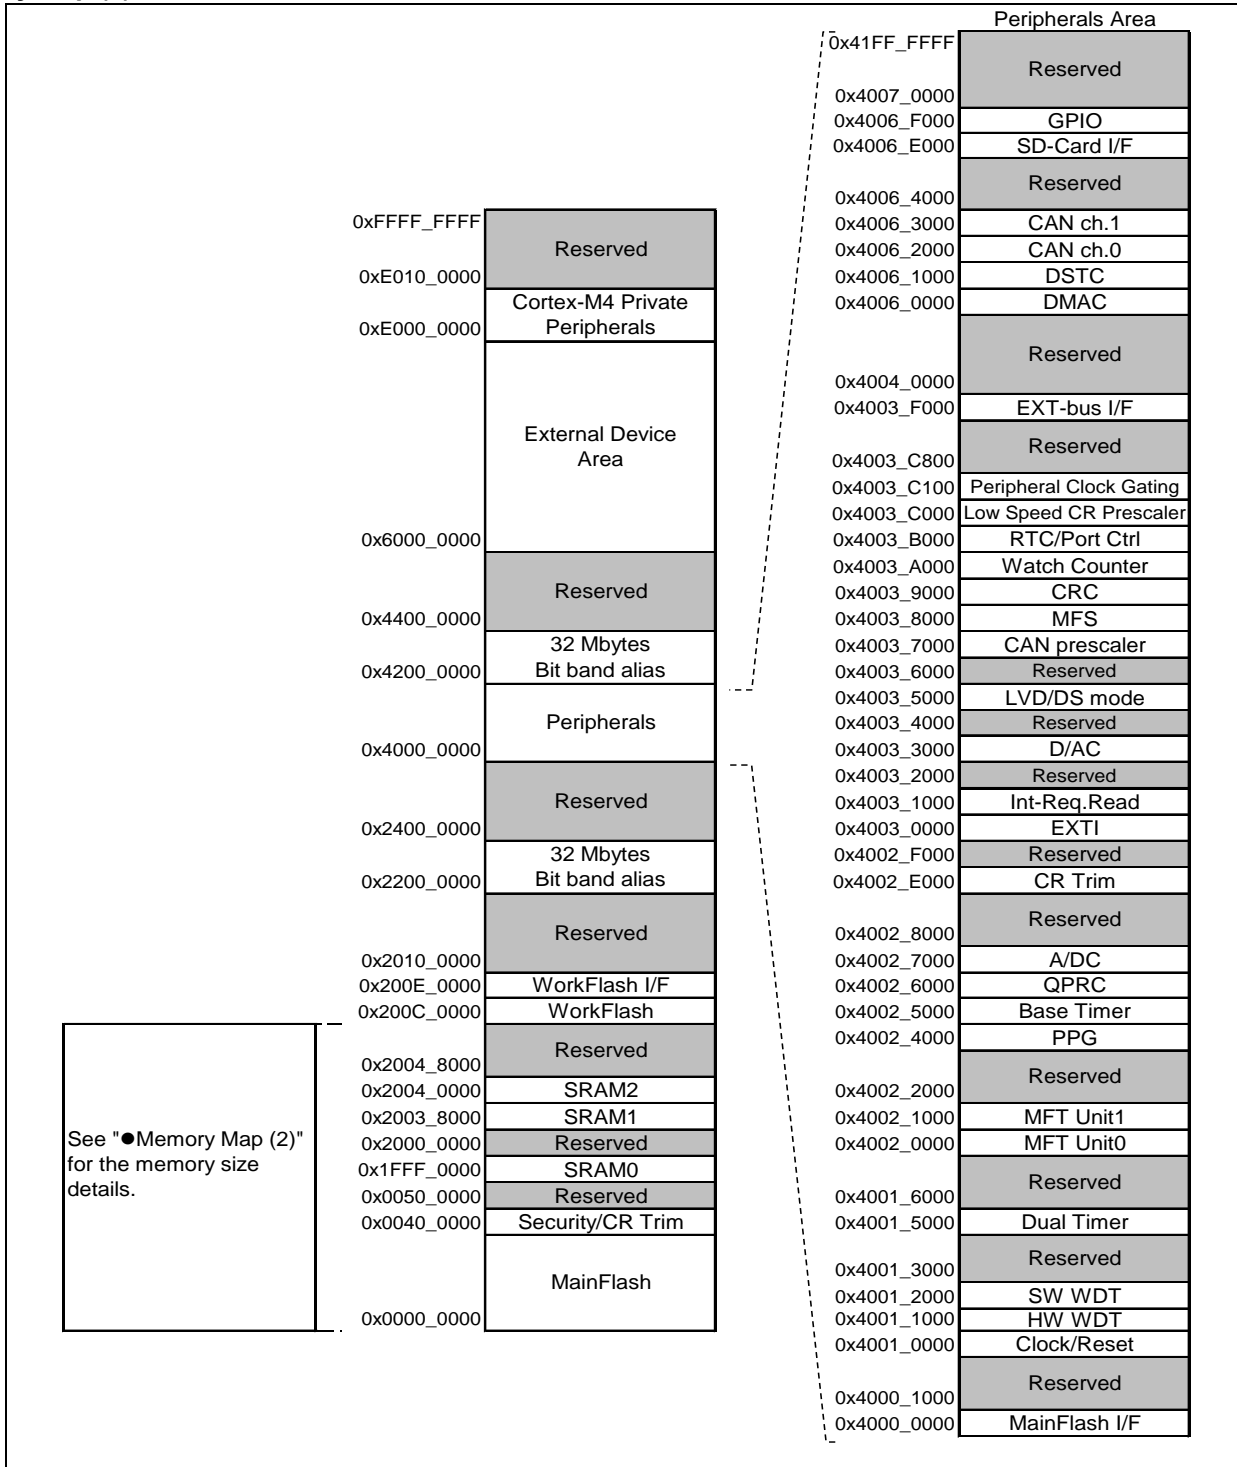 Peripherals Area
0x41FF_FFFF
Reserved
0x4007_0000
0x4006_F000 GPIO
0x4006_E000 SD-Card I/F
Reserved
0x4006_4000
0x4006_3000 CAN ch.1
0x4006_2000 CAN ch.0
0x4006_1000 DSTC
0x4006_0000 DMAC
Reserved
0x4004_0000
0x4003_F000 EXT-bus I/F
Reserved
0x4003_C800
0x4003_C100 Peripheral Clock Gating
0x4003_C000 Low Speed CR Prescaler
0x4003_B000 RTC/Port Ctrl
0x4003_A000 Watch Counter
0x4003_9000 CRC
0x4003_8000 MFS
0x4003_7000 CAN prescaler
0x4003_6000 Reserved
0x4003_5000 LVD/DS mode
0x4003_4000 Reserved
0x4003_3000 D/AC
0x4003_2000 Reserved
0x4003_1000 Int-Req.Read
0x4003_0000 EXTI
0x4002_F000 Reserved
0x4002_E000 CR Trim
Reserved
0x4002_8000
0x4002_7000 A/DC
0x4002_6000 QPRC
0x4002_5000 Base Timer
0x4002_4000 PPG
Reserved
0x4002_2000
0x4002_1000 MFT Unit1
0x4002_0000 MFT Unit0
Reserved
0x4001_6000
0x4001_5000 Dual Timer
Reserved
0x4001_3000
0x4001_2000 SW WDT
0x4001_1000 HW WDT
0x4001_0000 Clock/Reset
Reserved
0x4000_1000
0x4000_0000 MainFlash I/F
0xFFFF_FFFF
Reserved
0xE010_0000
Cortex-M4 Private
0xE000_0000 Peripherals
External Device
Area
0x6000_0000
Reserved
0x4400_0000
32 Mbytes
0x4200_0000 Bit band alias
Peripherals
0x4000_0000
Reserved
0x2400_0000
32 Mbytes
0x2200_0000 Bit band alias
Reserved
0x2010_0000
0x200E_0000 WorkFlash I/F
0x200C_0000 WorkFlash
Reserved
0x2004_8000
0x2004_0000 SRAM2
0x2003_8000 SRAM1
0x2000_0000 Reserved
0x1FFF_0000 SRAM0
0x0050_0000 Reserved
0x0040_0000 Security/CR Trim
MainFlash
0x0000_0000
See "●Memory Map (2)"
for the memory size
details.